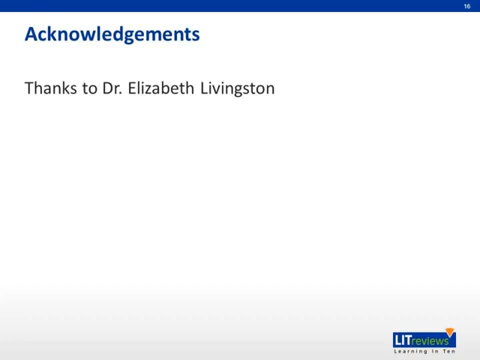 16
Acknowledgements
Thanks to Dr. Elizabeth Livingston
LITreviews
Learning In Ten